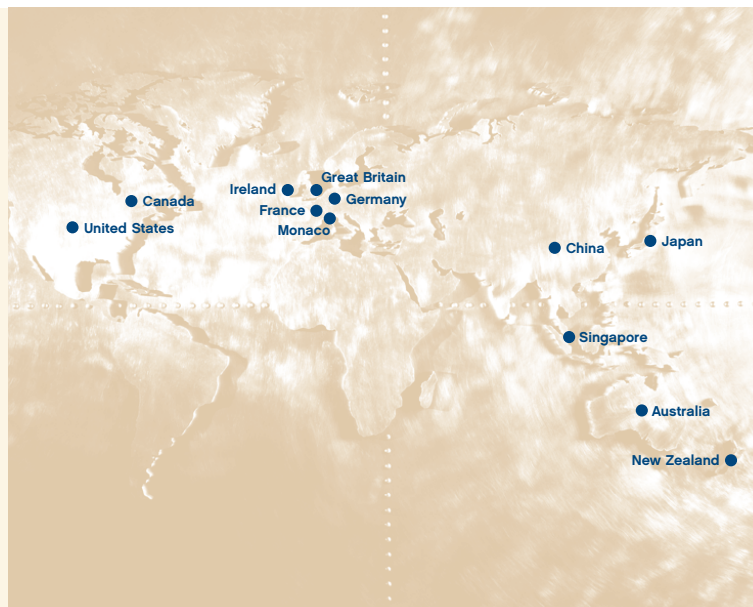 Great Britain
Ireland
Germany
Canada
France
United States
Monaco
Japan
China
Singapore
Australia
New Zealand